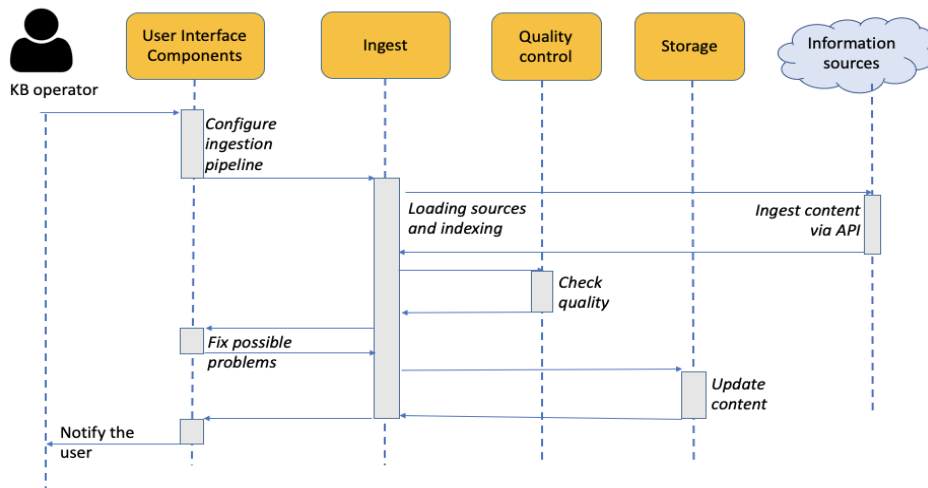 KB operator
User Interface
Components
Ingest
Quality
control
Storage
Information
sources
Configure
ingestion
pipeline
Loading sources
and indexing
Ingest content
via API
Check
quality
Fix possible
problems
Update
content
Notify the
user